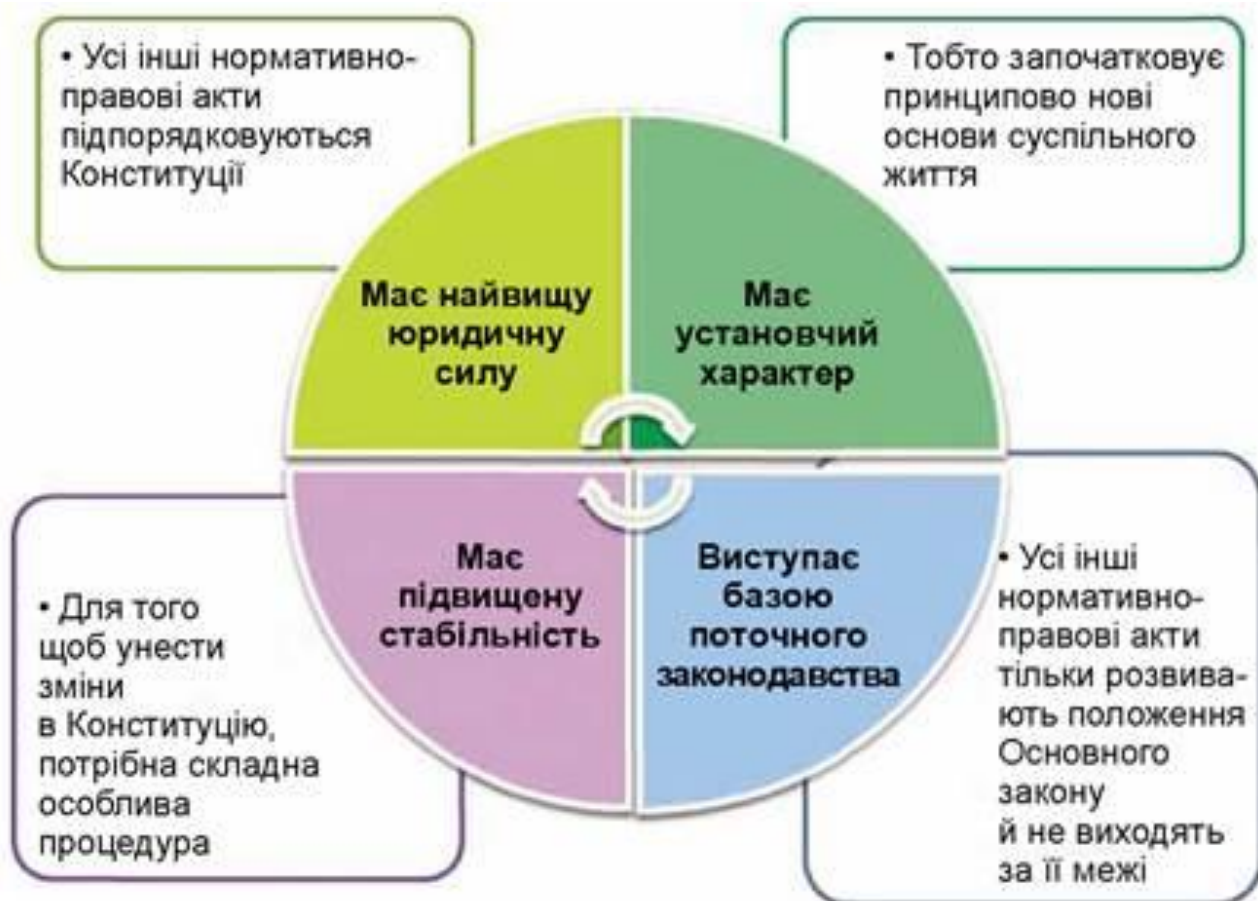 • Усі інші нормативно-
правові акти
підпорядковуються
Конституції
• Тобто започатковує
принципово нові
основи суспільного
життя
Має найвищу
юридичну
силу
Має
установчий
характер
Має
підвищену
стабільність
Виступає
базою
поточного
законодавства
• Для того
щоб унести
зміни
в Конституцію,
потрібна складна
особлива
процедура
• Усі інші
нормативно-
правові акти
тільки розвива-
ють положення
Основного
закону
й не виходять
за її межі